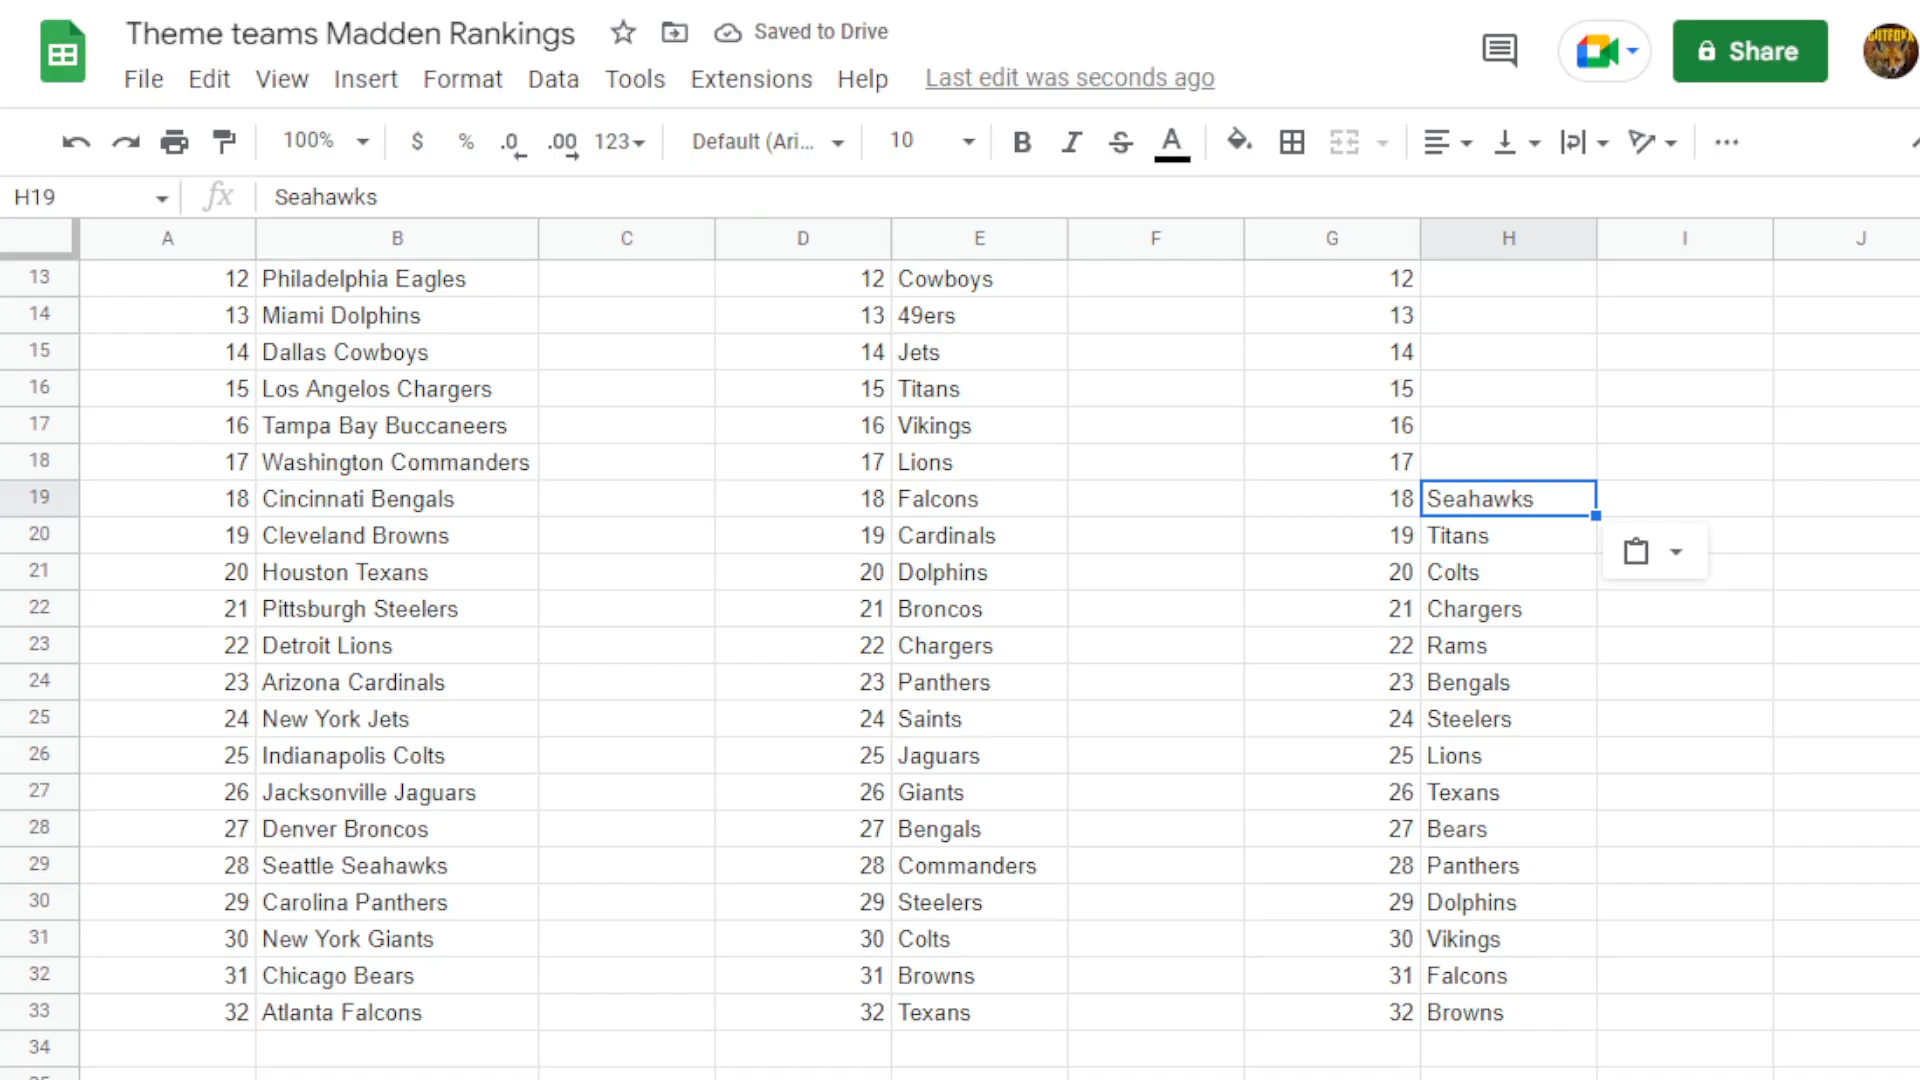 Theme teams Madden Rankings Saved to Drive
File Edit View Insert Format Data Tools Extensions Help Last edit was seconds ago
Share
100% $ % .0 .00 123 Default (Ari... 10 B I S A
H19 fx Seahawks
A B C D E F G H I J
13 12 Philadelphia Eagles 12 Cowboys 12
14 13 Miami Dolphins 13 49ers 13
15 14 Dallas Cowboys 14 Jets 14
16 15 Los Angelos Chargers 15 Titans 15
17 16 Tampa Bay Buccaneers 16 Vikings 16
18 17 Washington Commanders 17 Lions 17
19 18 Cincinnati Bengals 18 Falcons 18 Seahawks
20 19 Cleveland Browns 19 Cardinals 19 Titans
21 20 Houston Texans 20 Dolphins 20 Colts
22 21 Pittsburgh Steelers 21 Broncos 21 Chargers
23 22 Detroit Lions 22 Chargers 22 Rams
24 23 Arizona Cardinals 23 Panthers 23 Bengals
25 24 New York Jets 24 Saints 24 Steelers
26 25 Indianapolis Colts 25 Jaguars 25 Lions
27 26 Jacksonville Jaguars 26 Giants 26 Texans
28 27 Denver Broncos 27 Bengals 27 Bears
29 28 Seattle Seahawks 28 Commanders 28 Panthers
30 29 Carolina Panthers 29 Steelers 29 Dolphins
31 30 New York Giants 30 Colts 30 Vikings
32 31 Chicago Bears 31 Browns 31 Falcons
33 32 Atlanta Falcons 32 Texans 32 Browns
34